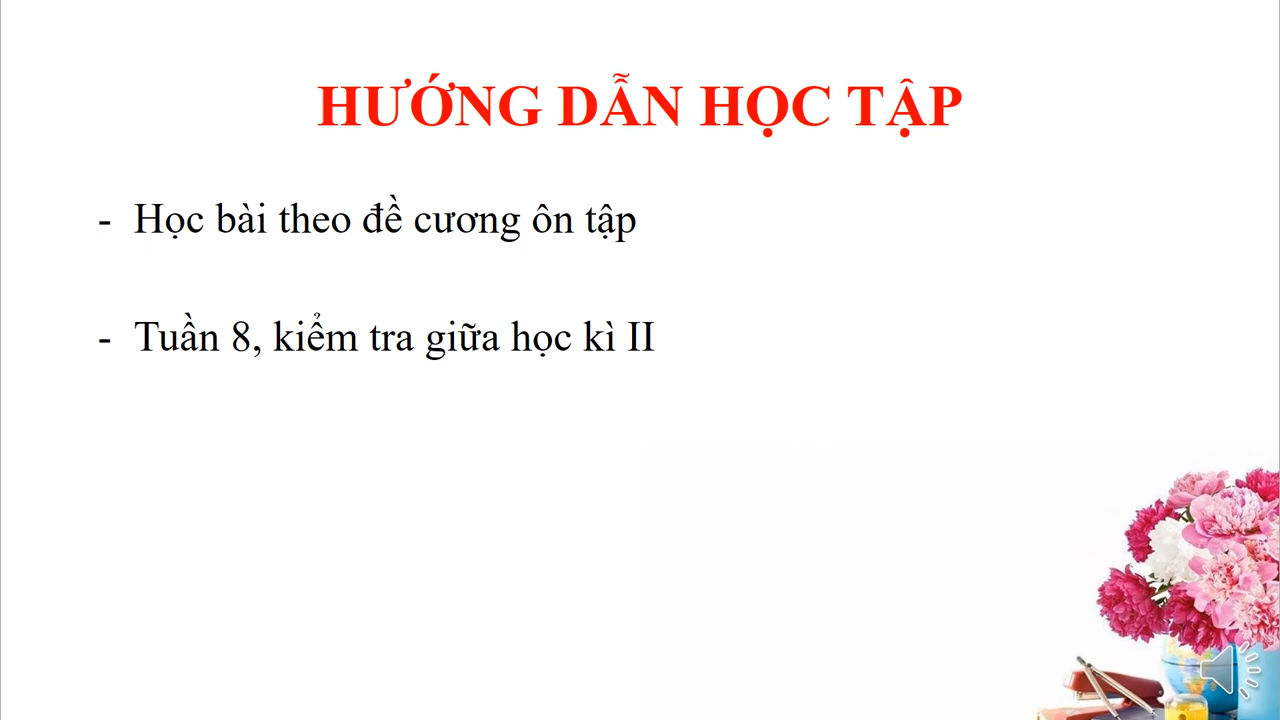 HƯỚNG DẪN HỌC TẬP
- Học bài theo đề cương ôn tập
- Tuần 8, kiểm tra giữa học kì II